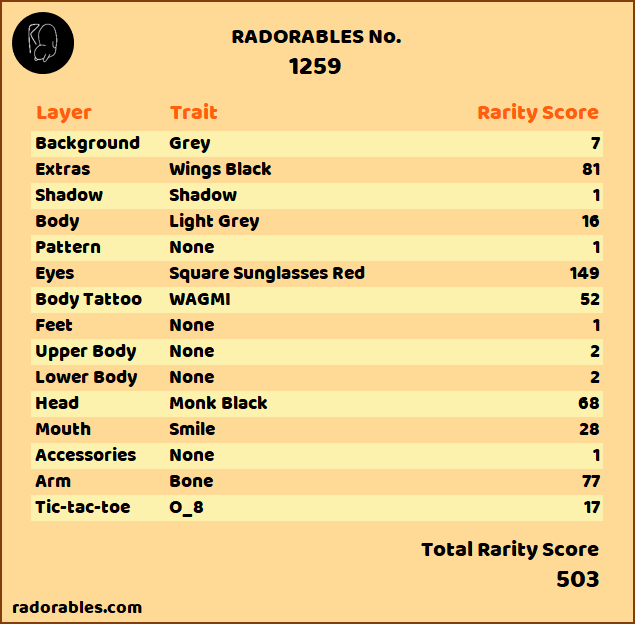 RADORABLES No.
1259
Layer Trait Rarity Score
Background Grey 7
Extras Wings Black 81
Shadow Shadow 1
Body Light Grey 16
Pattern None 1
Eyes Square Sunglasses Red 149
Body Tattoo WAGMI 52
Feet None 1
Upper Body None 2
Lower Body None 2
Head Monk Black 68
Mouth Smile 28
Accessories None 1
Arm Bone 77
Tic-tac-toe O_8 17
Total Rarity Score
503
radorables.com